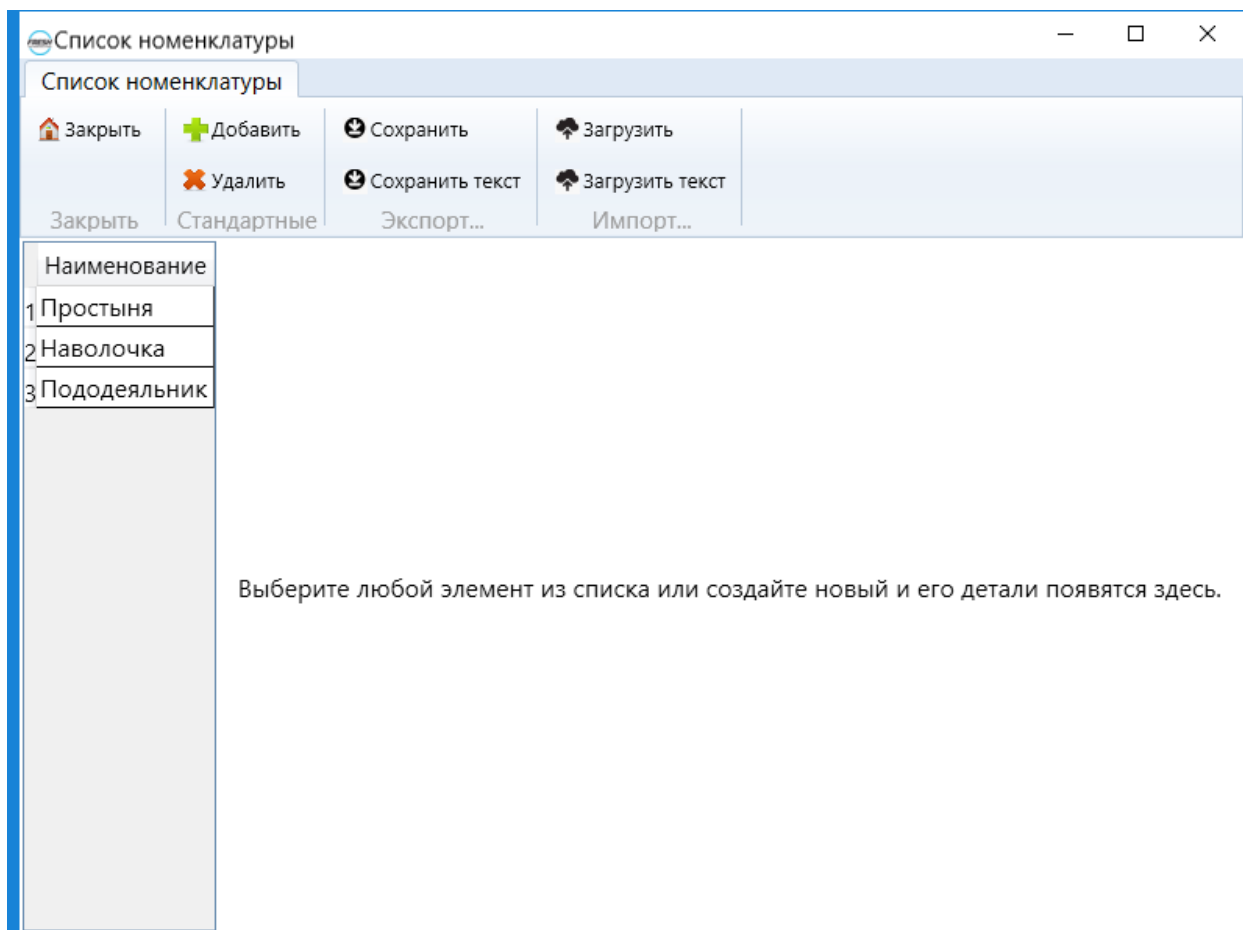 FRESH Список номенклатуры
Список номенклатуры
Закрыть Добавить Сохранить Загрузить
Удалить Сохранить текст Загрузить текст
Закрыть Стандартные Экспорт... Импорт...
Наименование
1 Простыня
2 Наволочка
3 Пододеяльник
Выберите любой элемент из списка или создайте новый и его детали появятся здесь.